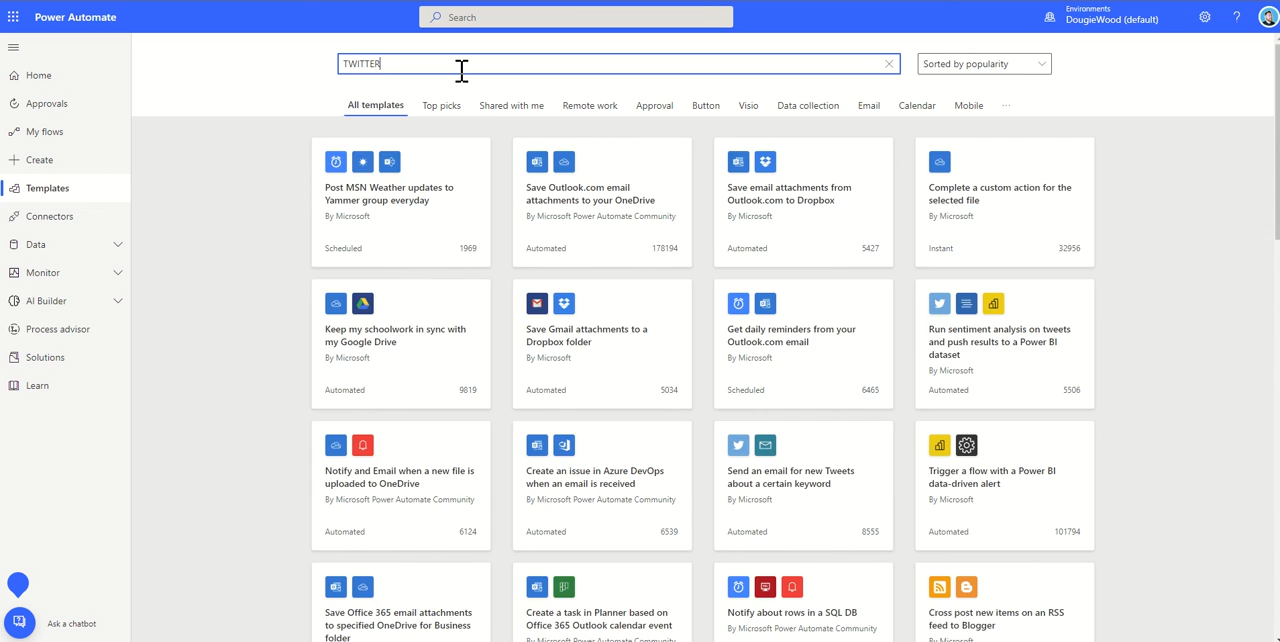 Power Automate
Search
Environments
DougieWood (default)
?
TWITTER
Sorted by popularity
Home
Approvals
My flows
Create
Templates
Connectors
Data
Monitor
AI Builder
Process advisor
Solutions
Learn
Ask a chatbot
All templates Top picks Shared with me Remote work Approval Button Visio Data collection Email Calendar Mobile ...
Post MSN Weather updates to
Yammer group everyday
By Microsoft
Scheduled 1969
Save Outlook.com email
attachments to your OneDrive
By Microsoft Power Automate Community
Automated 178194
Save email attachments from
Outlook.com to Dropbox
By Microsoft
Automated 5427
Complete a custom action for the
selected file
By Microsoft
Instant 32956
Keep my schoolwork in sync with
my Google Drive
By Microsoft
Automated 9819
Save Gmail attachments to a
Dropbox folder
By Microsoft
Automated 5034
Get daily reminders from your
Outlook.com email
By Microsoft
Scheduled 6465
Run sentiment analysis on tweets
and push results to a Power BI
dataset
By Microsoft
Automated 5506
Notify and Email when a new file is
uploaded to OneDrive
By Microsoft Power Automate Community
Automated 6124
Create an issue in Azure DevOps
when an email is received
By Microsoft Power Automate Community
Automated 6539
Send an email for new Tweets
about a certain keyword
By Microsoft
Automated 8555
Trigger a flow with a Power BI
data-driven alert
By Microsoft
Automated 101794
Save Office 365 email attachments
to specified OneDrive for Business
folder
Create a task in Planner based on
Office 365 Outlook calendar event
By Microsoft Power Automate Community
Notify about rows in a SQL DB
By Microsoft Power Automate Community
Cross post new items on an RSS
feed to Blogger
By Microsoft